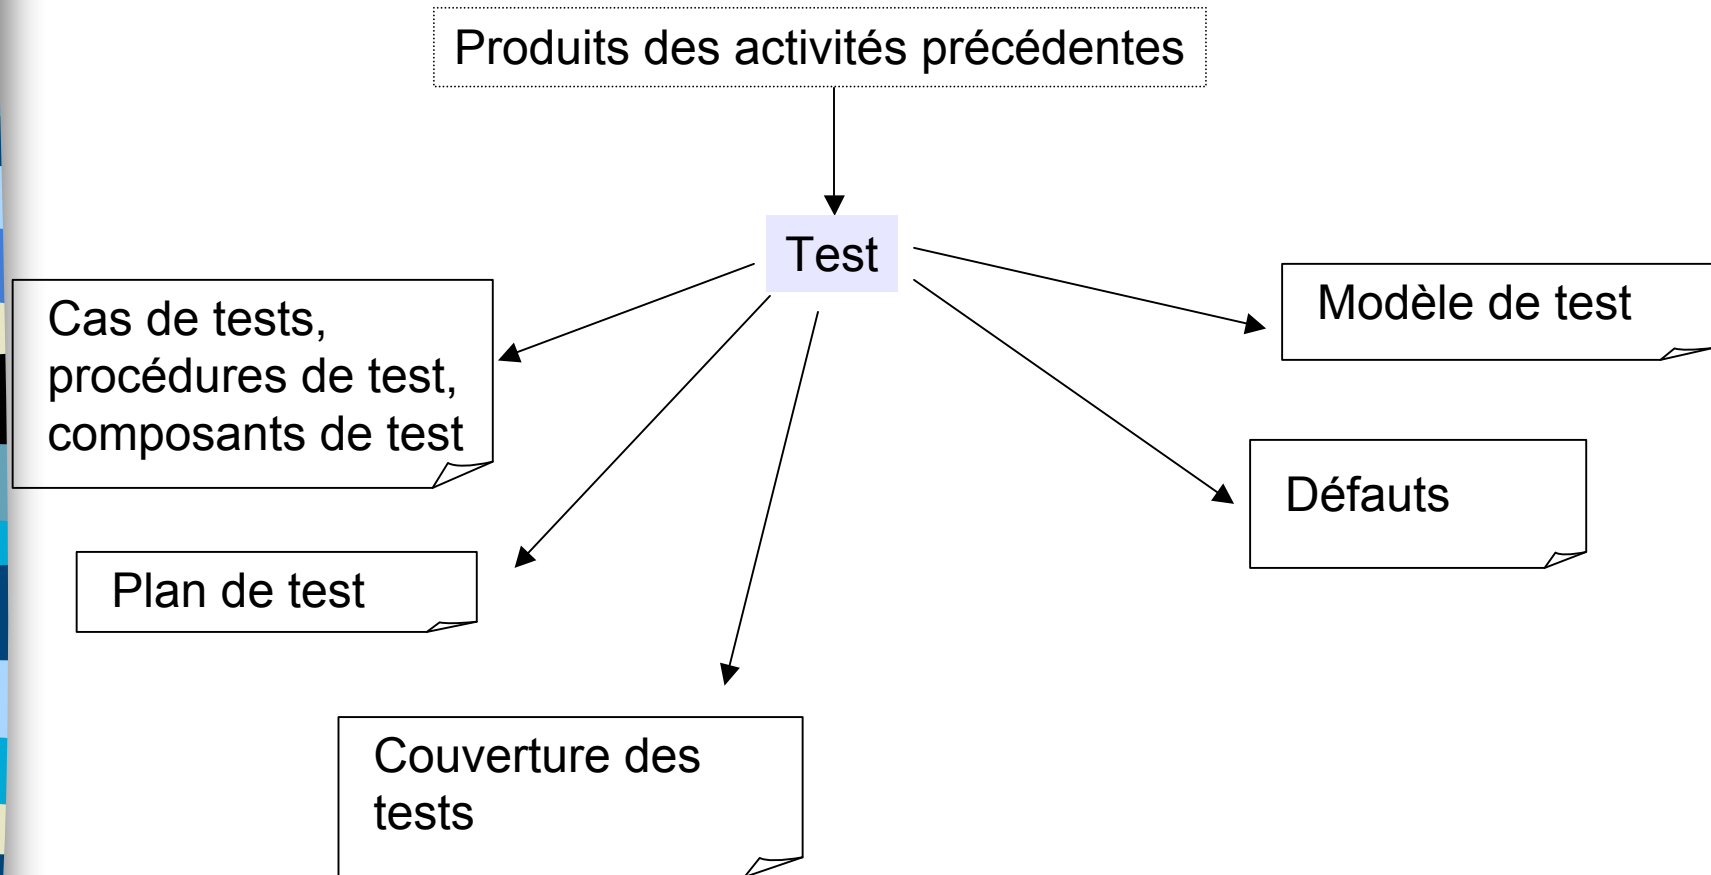 Produits des activités précédentes
Test
Cas de tests,
procédures de test,
composants de test
Modèle de test
Défauts
Plan de test
Couverture des
tests